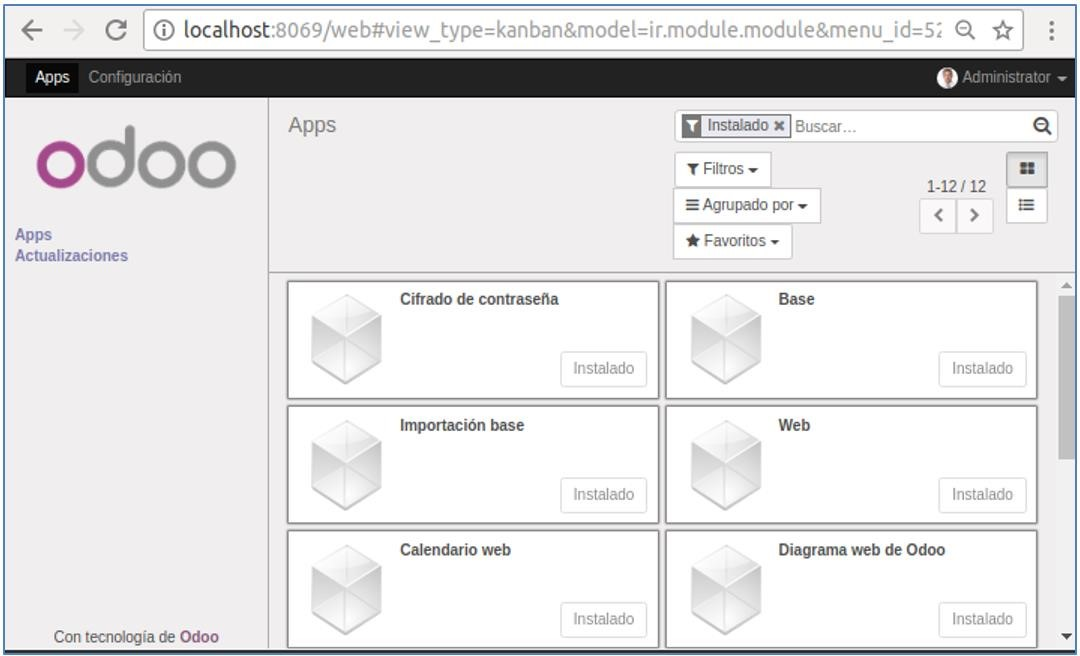 localhost:8069/web#view_type=kanban&model=ir.module.module&menu_id=52
Apps Configuración Administrator
odoo
Apps
Actualizaciones
Con tecnología de Odoo
Apps
Instalado Buscar...
Filtros
Agrupado por
Favoritos
1-12 / 12
Cifrado de contraseña
Instalado
Base
Instalado
Importación base
Instalado
Web
Instalado
Calendario web
Instalado
Diagrama web de Odoo
Instalado